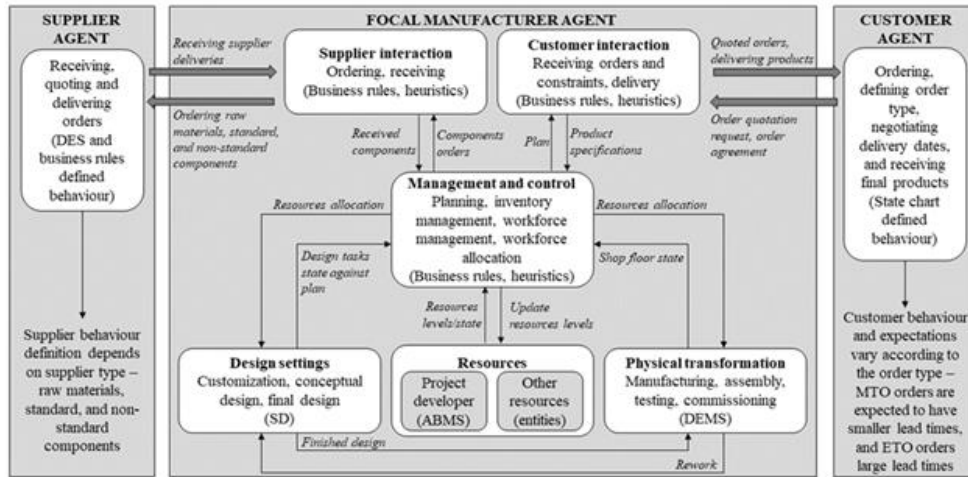 SUPPLIER
AGENT
Receiving,
quoting and
delivering
orders
(DES and
business rules
defined
behaviour)
Supplier behaviour
definition depends
on supplier type –
raw materials,
standard, and non-
standard
components
Receiving supplier
deliveries
Ordering raw
materials, standard,
and non-standard
components
FOCAL MANUFACTURER AGENT
Supplier interaction
Ordering, receiving
(Business rules, heuristics)
Customer interaction
Receiving orders and
constraints, delivery
(Business rules, heuristics)
Received
components
Components
orders
Plan
Product
specifications
Management and control
Planning, inventory
management, workforce
management, workforce
allocation
(Business rules, heuristics)
Resources allocation
Resources allocation
Design tasks
state against
plan
Shop floor state
Resources
levels/state
Update
resources levels
Design settings
Customization, conceptual
design, final design
(SD)
Resources
Project
developer
(ABMS)
Other
resources
(entities)
Physical transformation
Manufacturing, assembly,
testing, commissioning
(DEMS)
Finished design
Rework
Quoted orders,
delivering products
Order quotation
request, order
agreement
CUSTOMER
AGENT
Ordering,
defining order
type,
negotiating
delivery dates,
and receiving
final products
(State chart
defined
behaviour)
Customer behaviour
and expectations
vary according to
the order type –
MTO orders are
expected to have
smaller lead times,
and ETO orders
large lead times